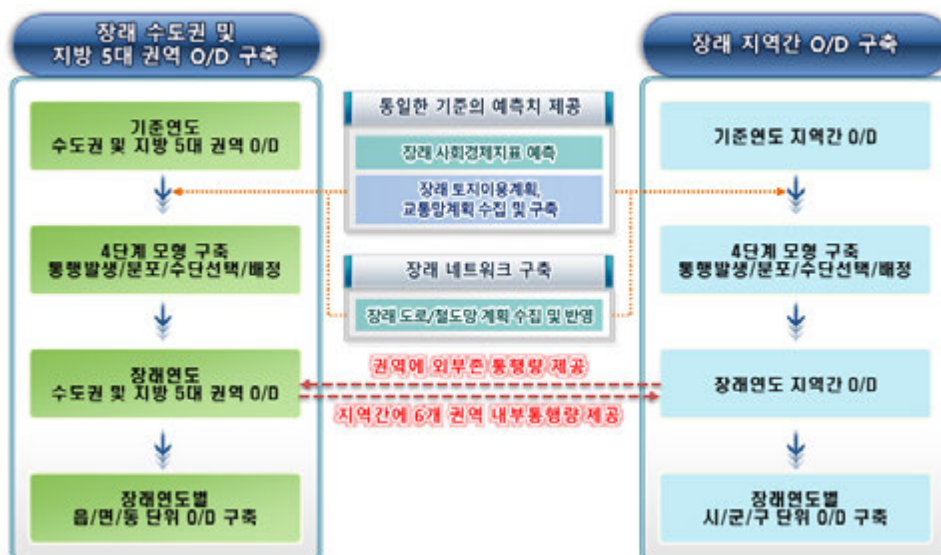 장래 수도권 및
지방 5대 권역 O/D 구축
기준연도
수도권 및 지방 5대 권역 O/D
4단계 모형 구축
통행발생/분포/수단선택/배정
장래연도
수도권 및 지방 5대 권역 O/D
장래연도별
읍/면/동 단위 O/D 구축
통일한 기준의 예측치 제공
장래 사회경제지표 예측
장래 토지이용계획,
교통망계획 수집 및 구축
장래 네트워크 구축
장래 도로/철도망 계획 수집 및 반영
권역에 외부존 통행량 제공
지역간에 6개 권역 내부통행량 제공
장래 지역간 O/D 구축
기준연도 지역간 O/D
4단계 모형 구축
통행발생/분포/수단선택/배정
장래연도 지역간 O/D
장래연도별
시/군/구 단위 O/D 구축